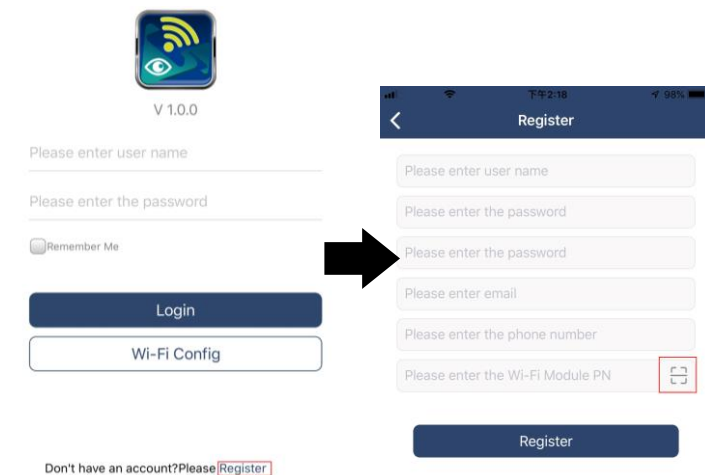 V 1.0.0
Please enter user name
Please enter the password
Remember Me
Login
Wi-Fi Config
Don't have an account?Please Register
下午2:18
98%
Register
Please enter user name
Please enter the password
Please enter the password
Please enter email
Please enter the phone number
Please enter the Wi-Fi Module PN
Register